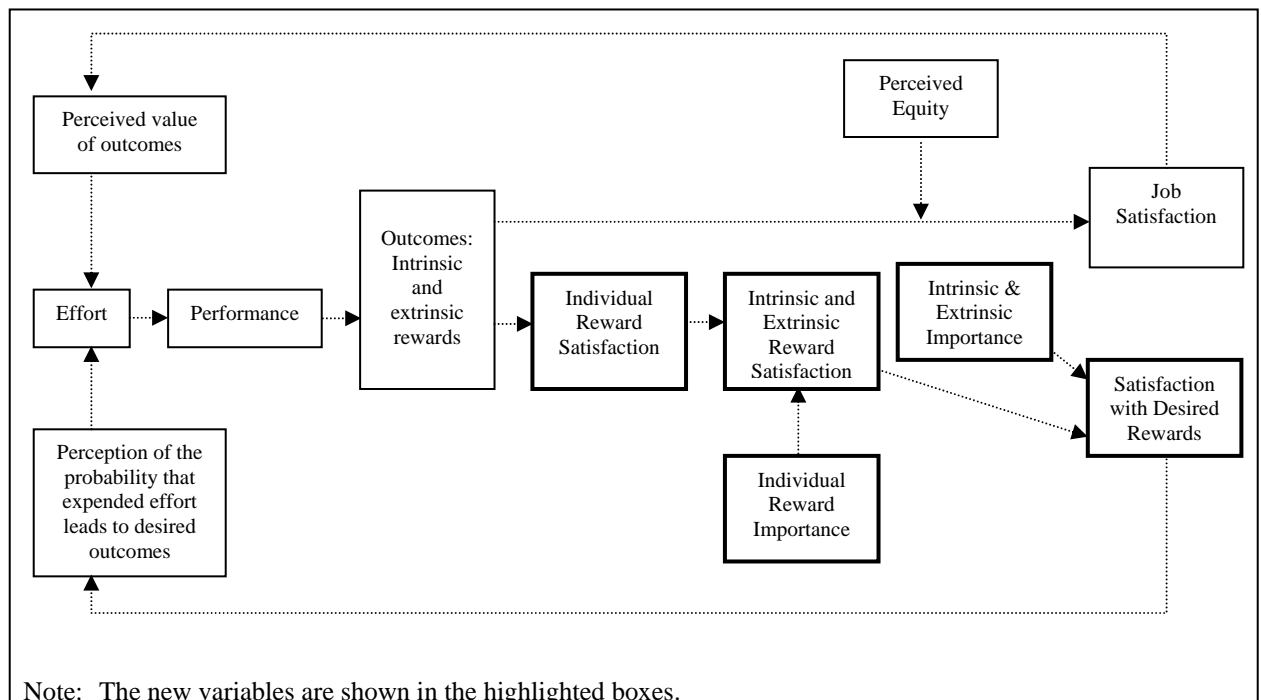 Perceived value
of outcomes
Perceived
Equity
Job
Satisfaction
Outcomes:
Intrinsic
and
extrinsic
rewards
Effort
Performance
Individual
Reward
Satisfaction
Intrinsic and
Extrinsic
Reward
Satisfaction
Intrinsic &
Extrinsic
Importance
Satisfaction
with Desired
Rewards
Perception of the
probability that
expended effort
leads to desired
outcomes
Individual
Reward
Importance
Note: The new variables are shown in the highlighted boxes.